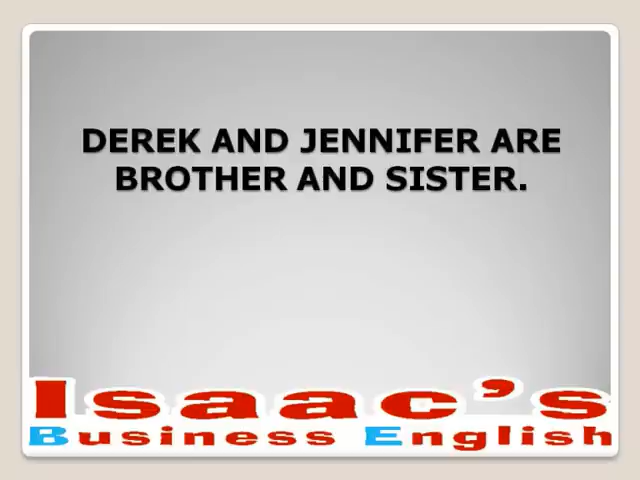 DEREK AND JENNIFER ARE
BROTHER AND SISTER.
Isaac's
Business English